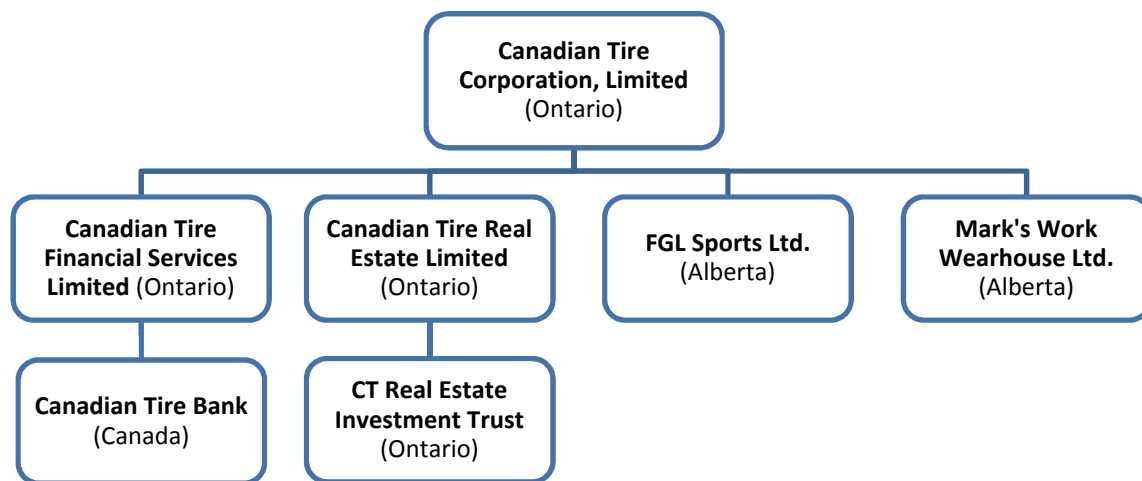 Canadian Tire
Corporation, Limited
(Ontario)
Canadian Tire
Financial Services
Limited (Ontario)
Canadian Tire Real
Estate Limited
(Ontario)
FGL Sports Ltd.
(Alberta)
Mark's Work
Wearhouse Ltd.
(Alberta)
Canadian Tire Bank
(Canada)
CT Real Estate
Investment Trust
(Ontario)